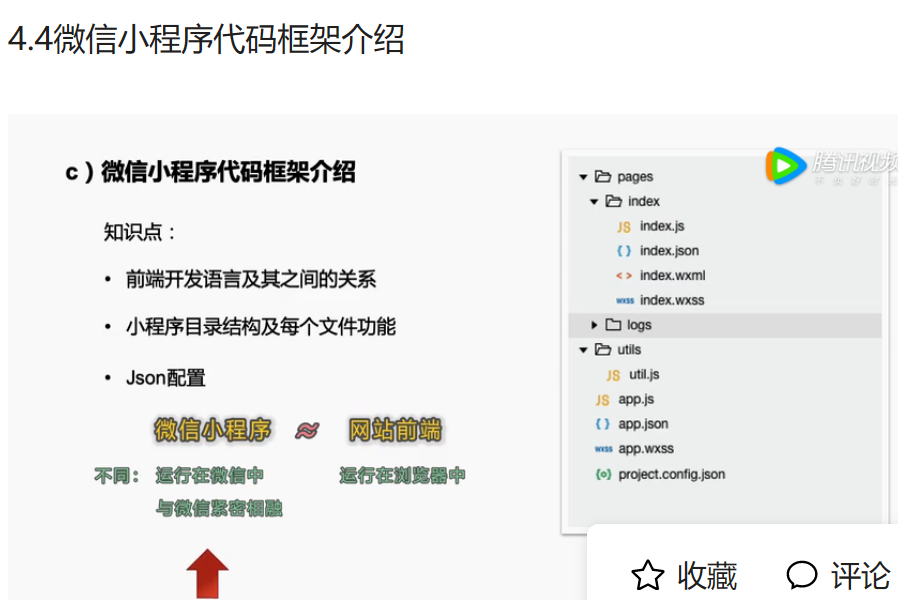 4.4微信小程序代码框架介绍
c）微信小程序代码框架介绍
知识点：
• 前端开发语言及其之间的关系
• 小程序目录结构及每个文件功能
• Json配置
微信小程序 ≈ 网站前端
不同： 运行在微信中 运行在浏览器中
与微信紧密相融
腾讯视频
pages
index
JS index.js
{ } index.json
< > index.wxml
wxss index.wxss
logs
utils
JS util.js
JS app.js
{ } app.json
wxss app.wxss
{o} project.config.json
收藏 评论